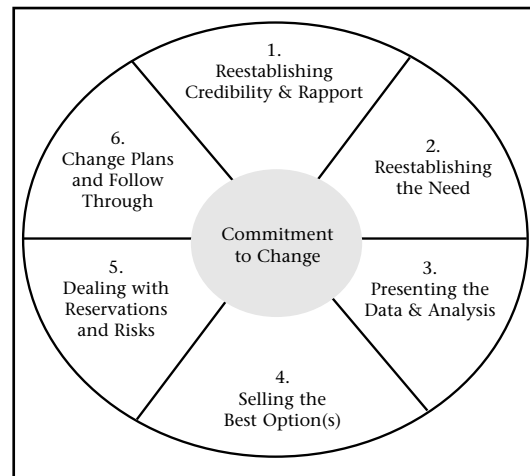 1.
Reestablishing
Credibility & Rapport
2.
Reestablishing
the Need
3.
Presenting the
Data & Analysis
4.
Selling the
Best Option(s)
5.
Dealing with
Reservations
and Risks
6.
Change Plans
and Follow
Through
Commitment
to Change